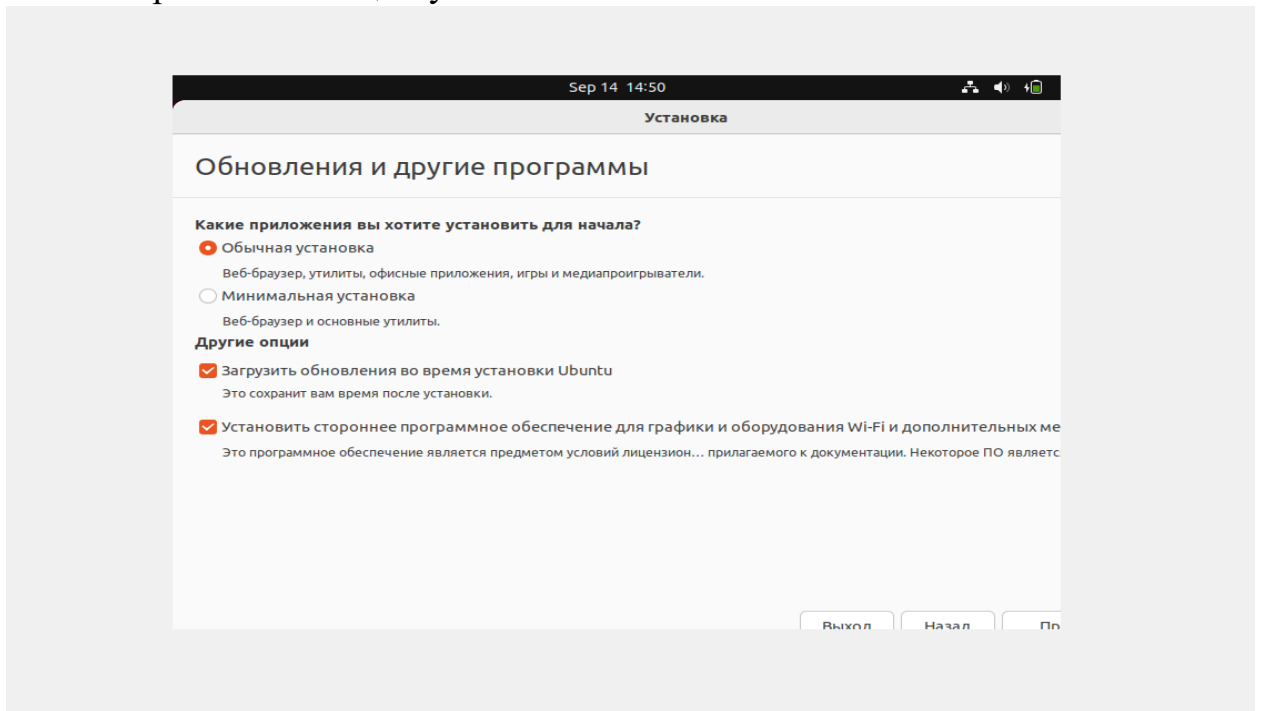 Sep 14 14:50
Установка
Обновления и другие программы
Какие приложения вы хотите установить для начала?
Обычная установка
Веб-браузер, утилиты, офисные приложения, игры и медиапроигрыватели.
Минимальная установка
Веб-браузер и основные утилиты.
Другие опции
Загрузить обновления во время установки Ubuntu
Это сохранит вам время после установки.
Установить стороннее программное обеспечение для графики и оборудования Wi-Fi и дополнительных ме
Это программное обеспечение является предметом условий лицензион… прилагаемого к документации. Некоторое ПО являетс
Выход Назад Пр